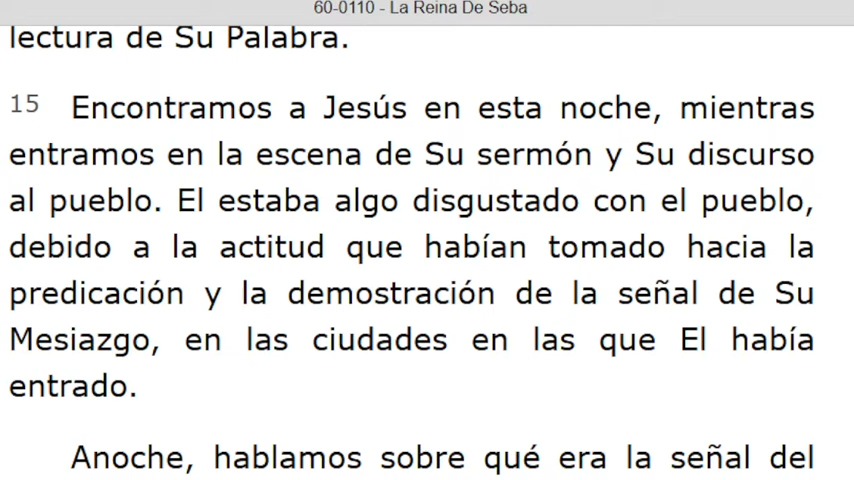 60-0110 - La Reina De Seba
lectura de Su Palabra.
15 Encontramos a Jesús en esta noche, mientras
entramos en la escena de Su sermón y Su discurso
al pueblo. El estaba algo disgustado con el pueblo,
debido a la actitud que habían tomado hacia la
predicación y la demostración de la señal de Su
Mesiazgo, en las ciudades en las que El había
entrado.
Anoche, hablamos sobre qué era la señal del